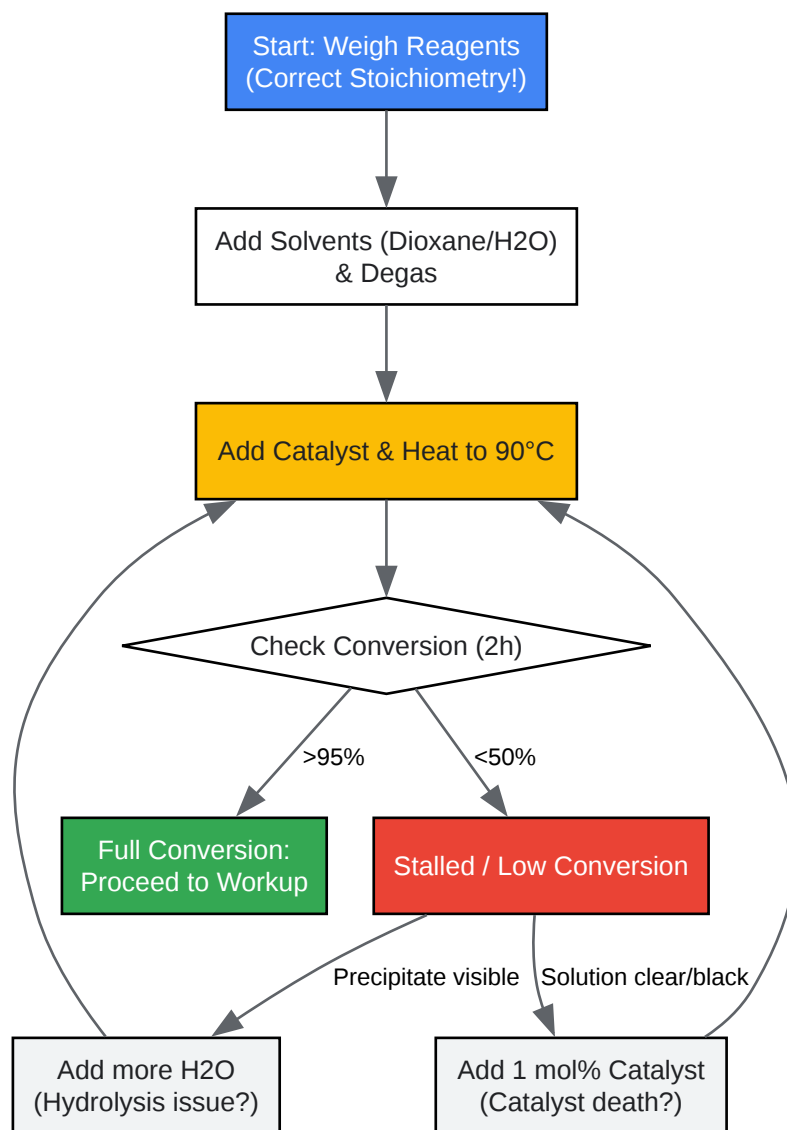 Start: Weigh Reagents
(Correct Stoichiometry!)
Add Solvents (Dioxane/H2O)
& Degas
Add Catalyst & Heat to 90°C
Check Conversion (2h)
>95%
<50%
Full Conversion:
Proceed to Workup
Stalled / Low Conversion
Precipitate visible
Solution clear/black
Add more H2O
(Hydrolysis issue?)
Add 1 mol% Catalyst
(Catalyst death?)